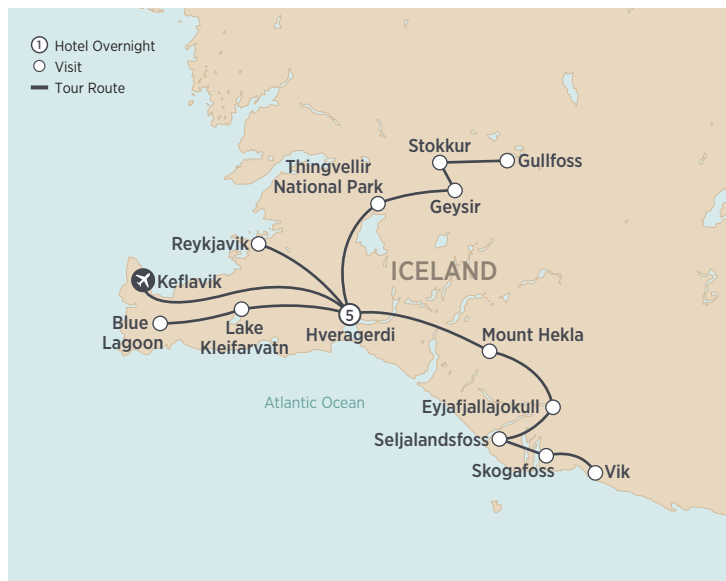 1 Hotel Overnight
Visit
Tour Route
Stokkur
Gullfoss
Thingvellir
National Park
Geysir
Reykjavik
ICELAND
Keflavik
Blue
Lagoon
Lake
Kleifarvatn
5
Hveragerdi
Mount Hekla
Atlantic Ocean
Eyjafjallajokull
Seljalandsfoss
Skogafoss
Vik